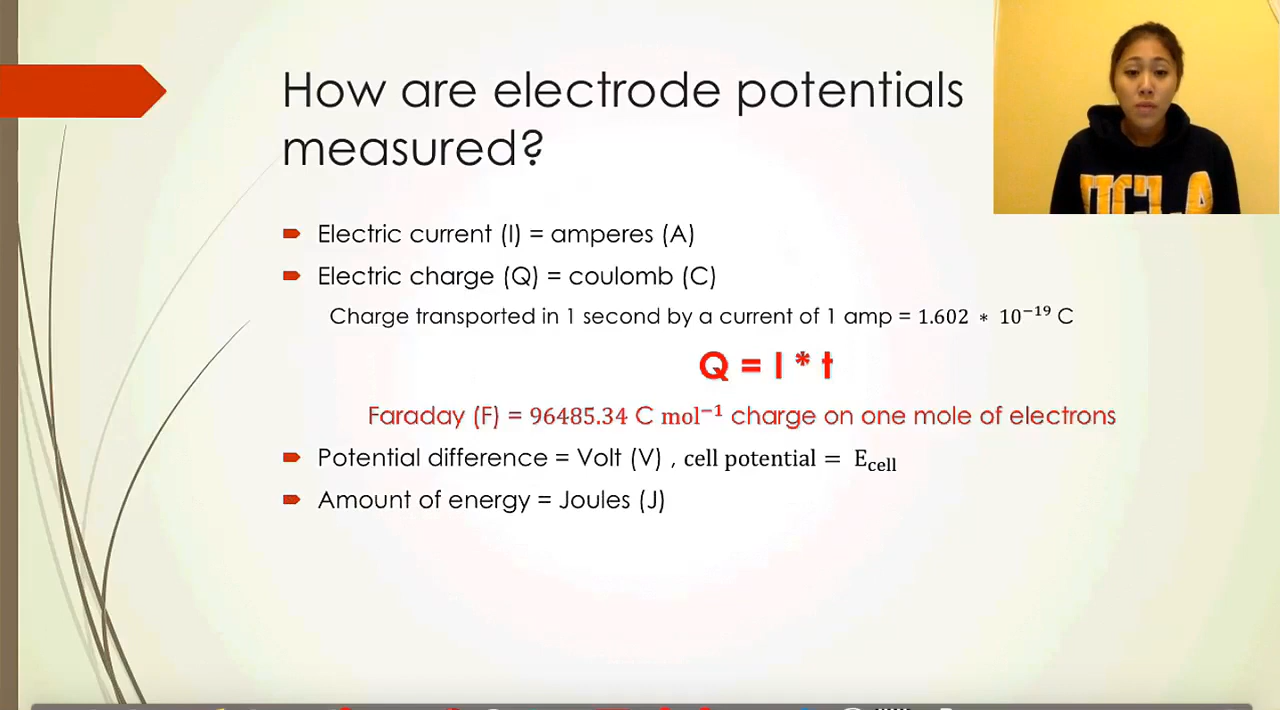 How are electrode potentials
measured?
UCLA
Electric current (I) = amperes (A)
Electric charge (Q) = coulomb (C)
Charge transported in 1 second by a current of 1 amp = 1.602 * 10⁻¹⁹ C
Q = I * t
Faraday (F) = 96485.34 C mol⁻¹ charge on one mole of electrons
Potential difference = Volt (V) , cell potential = E_cell
Amount of energy = Joules (J)